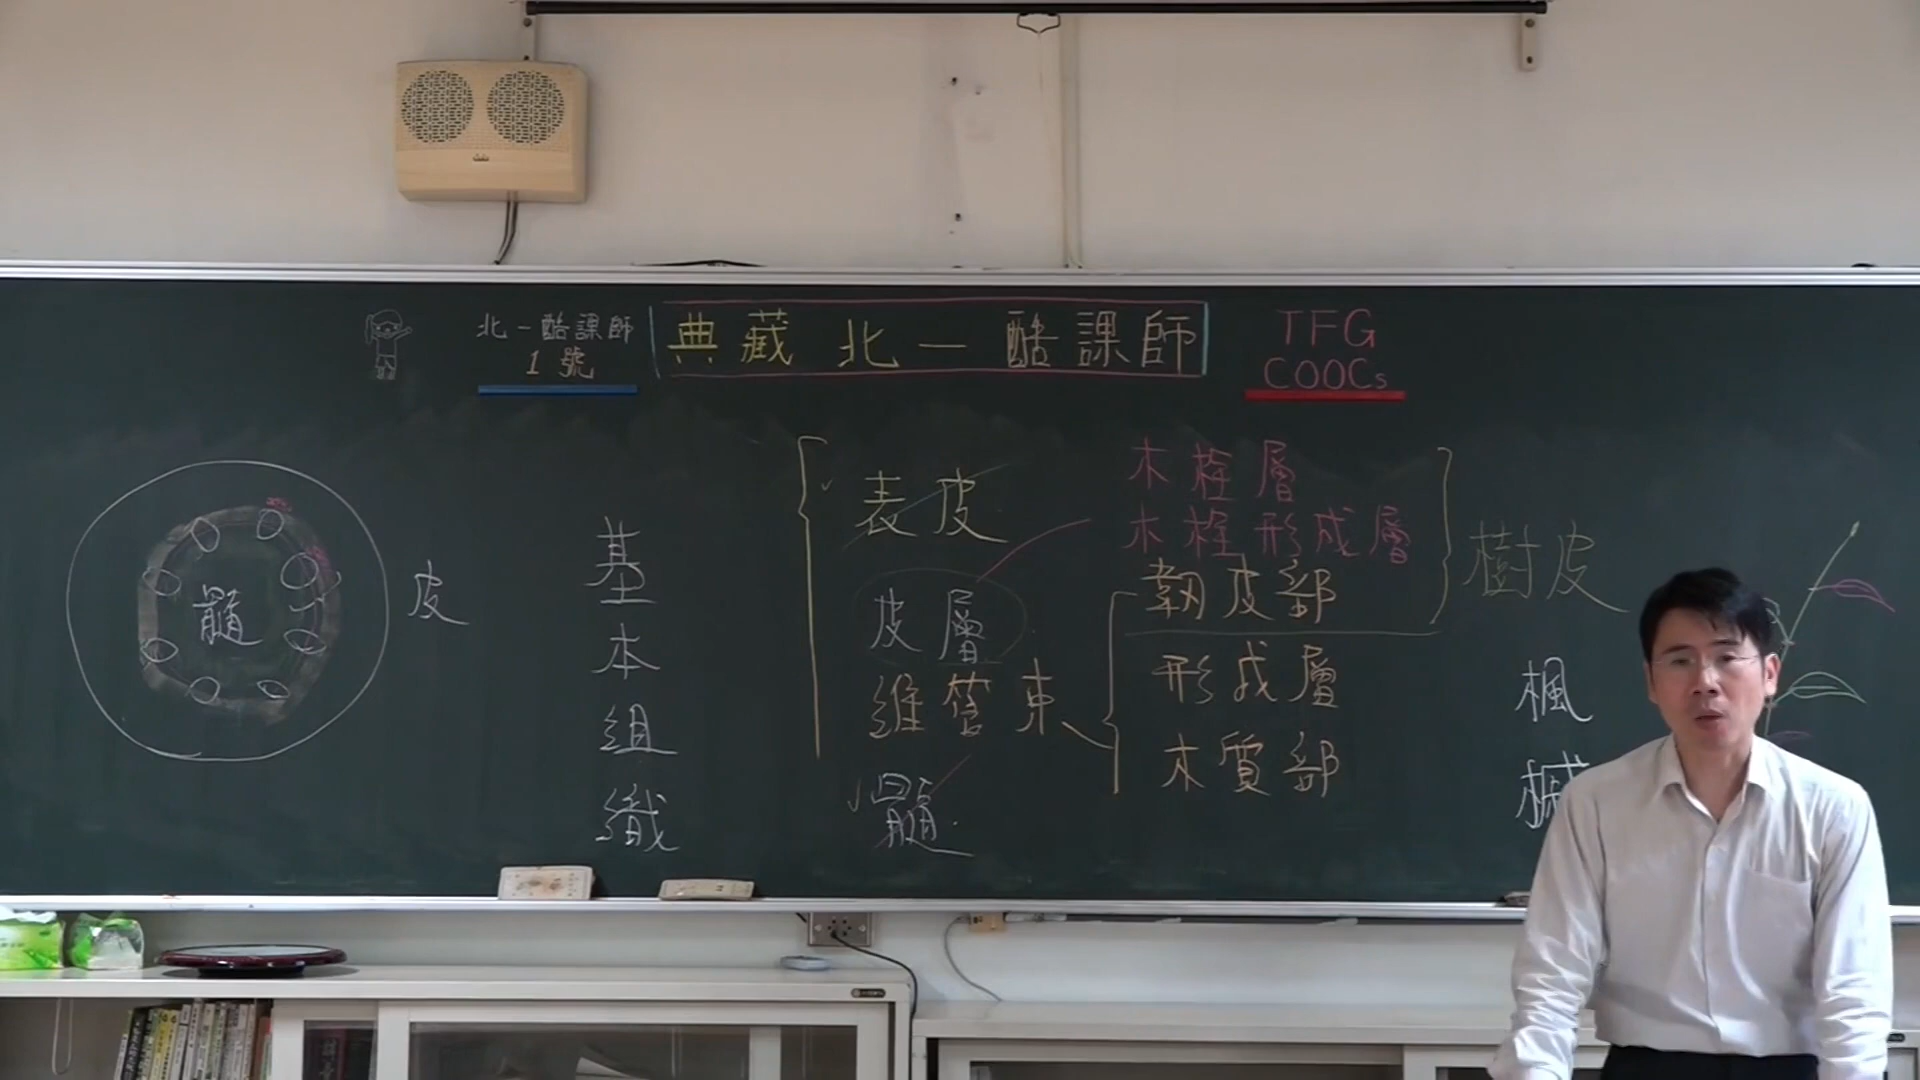 北一酷課師
1號
典藏 北一酷課師
TFG
COOCs
髓
皮
基本組織
表皮
皮層
維管束
髓
木栓層
木栓形成層
韌皮部
形成層
木質部
樹皮
楓
槭